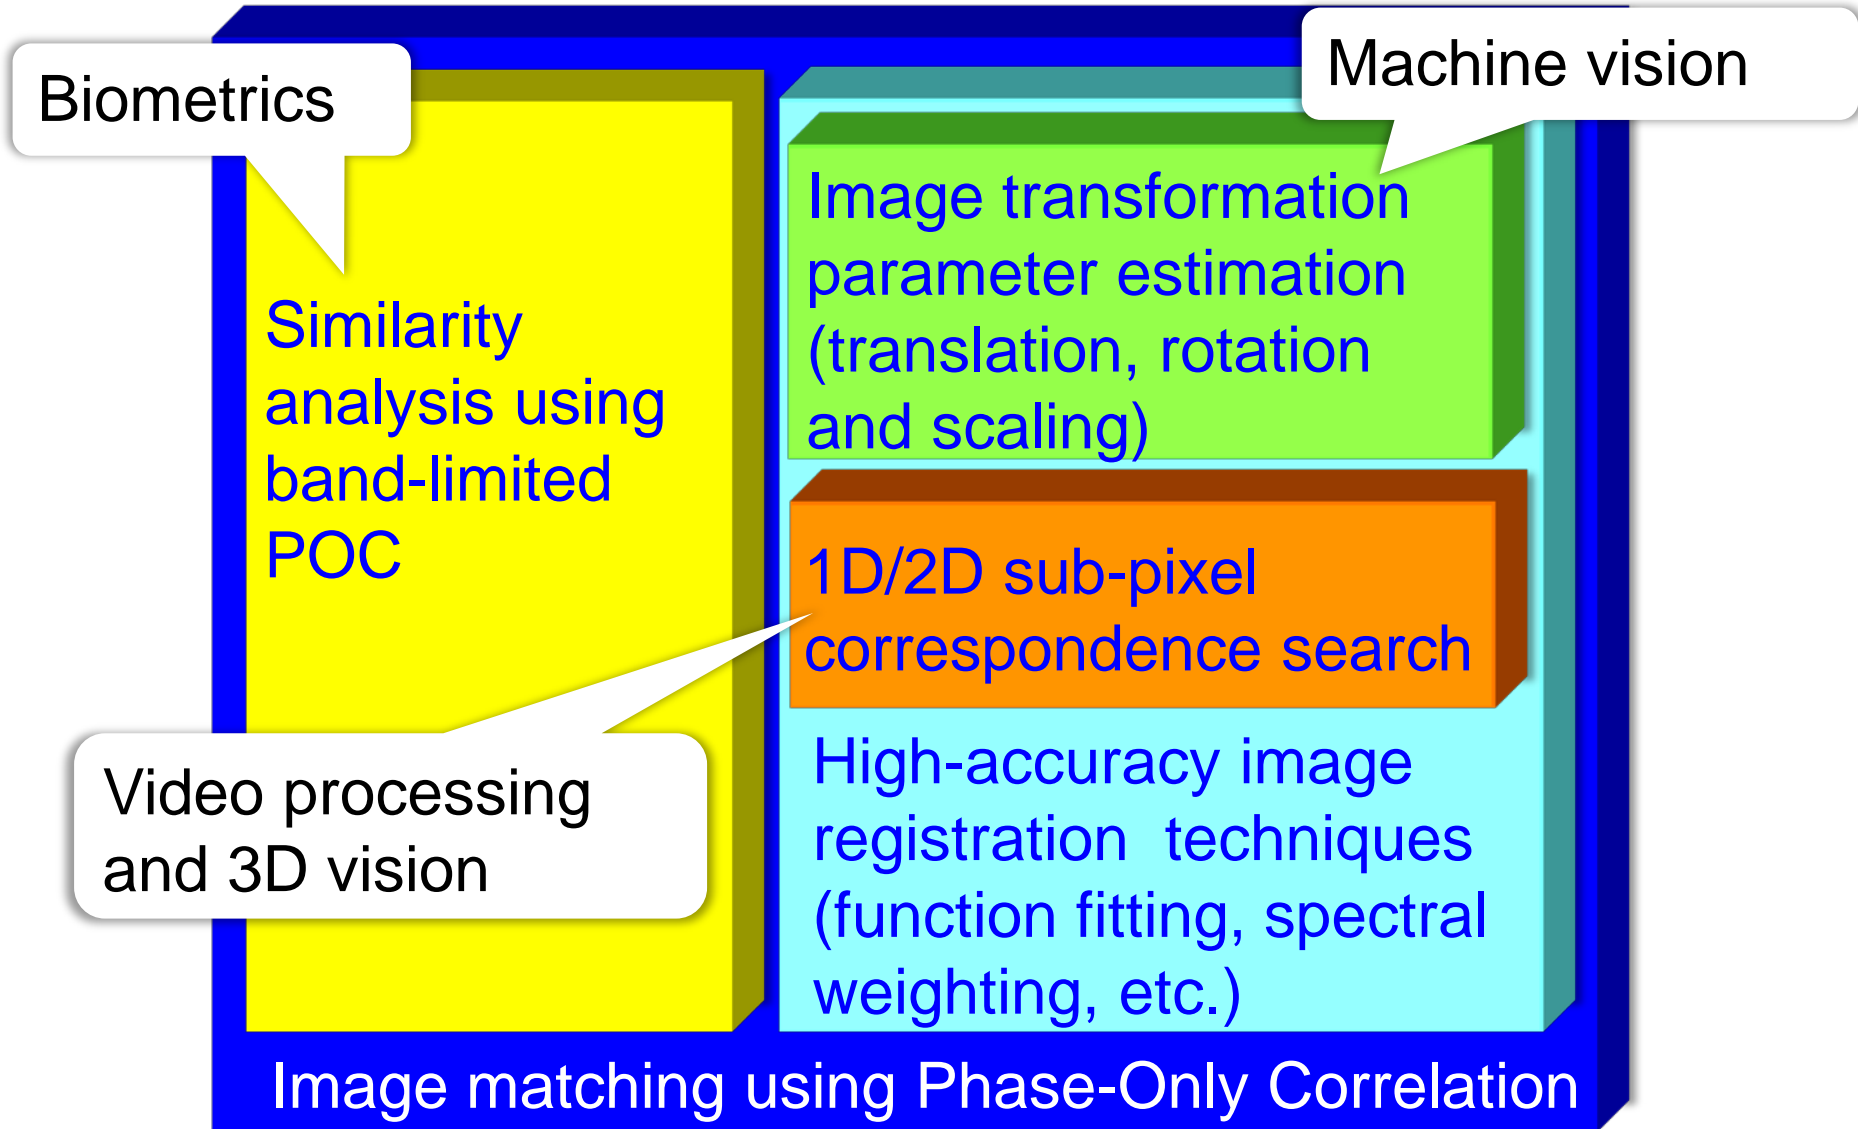 Biometrics
Machine vision
Similarity
analysis using
band-limited
POC
Image transformation
parameter estimation
(translation, rotation
and scaling)
1D/2D sub-pixel
correspondence search
Video processing
and 3D vision
High-accuracy image
registration techniques
(function fitting, spectral
weighting, etc.)
Image matching using Phase-Only Correlation